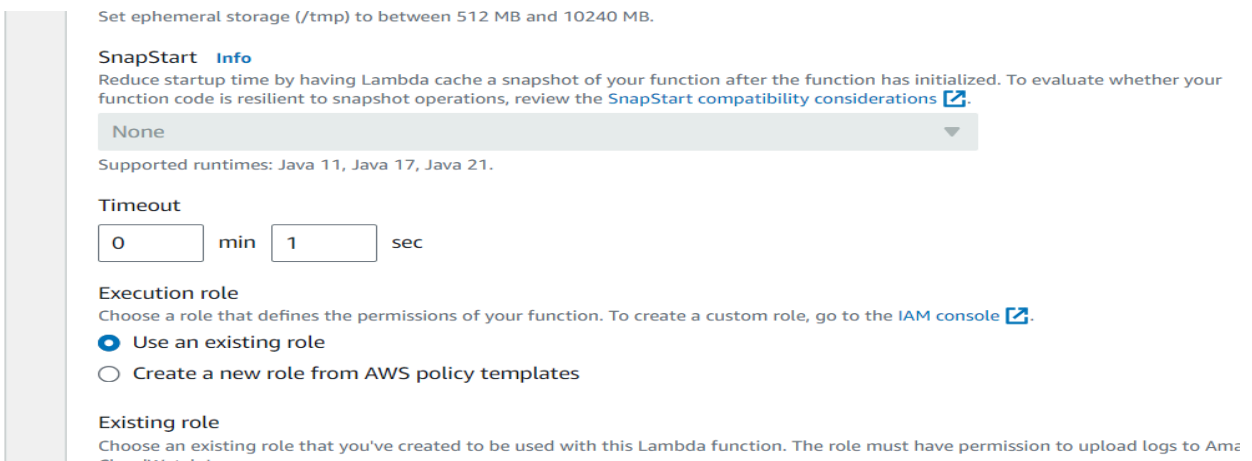 Set ephemeral storage (/tmp) to between 512 MB and 10240 MB.
SnapStart Info
Reduce startup time by having Lambda cache a snapshot of your function after the function has initialized. To evaluate whether your
function code is resilient to snapshot operations, review the SnapStart compatibility considerations.
None
Supported runtimes: Java 11, Java 17, Java 21.
Timeout
0 min 1 sec
Execution role
Choose a role that defines the permissions of your function. To create a custom role, go to the IAM console.
Use an existing role
Create a new role from AWS policy templates
Existing role
Choose an existing role that you've created to be used with this Lambda function. The role must have permission to upload logs to Ama